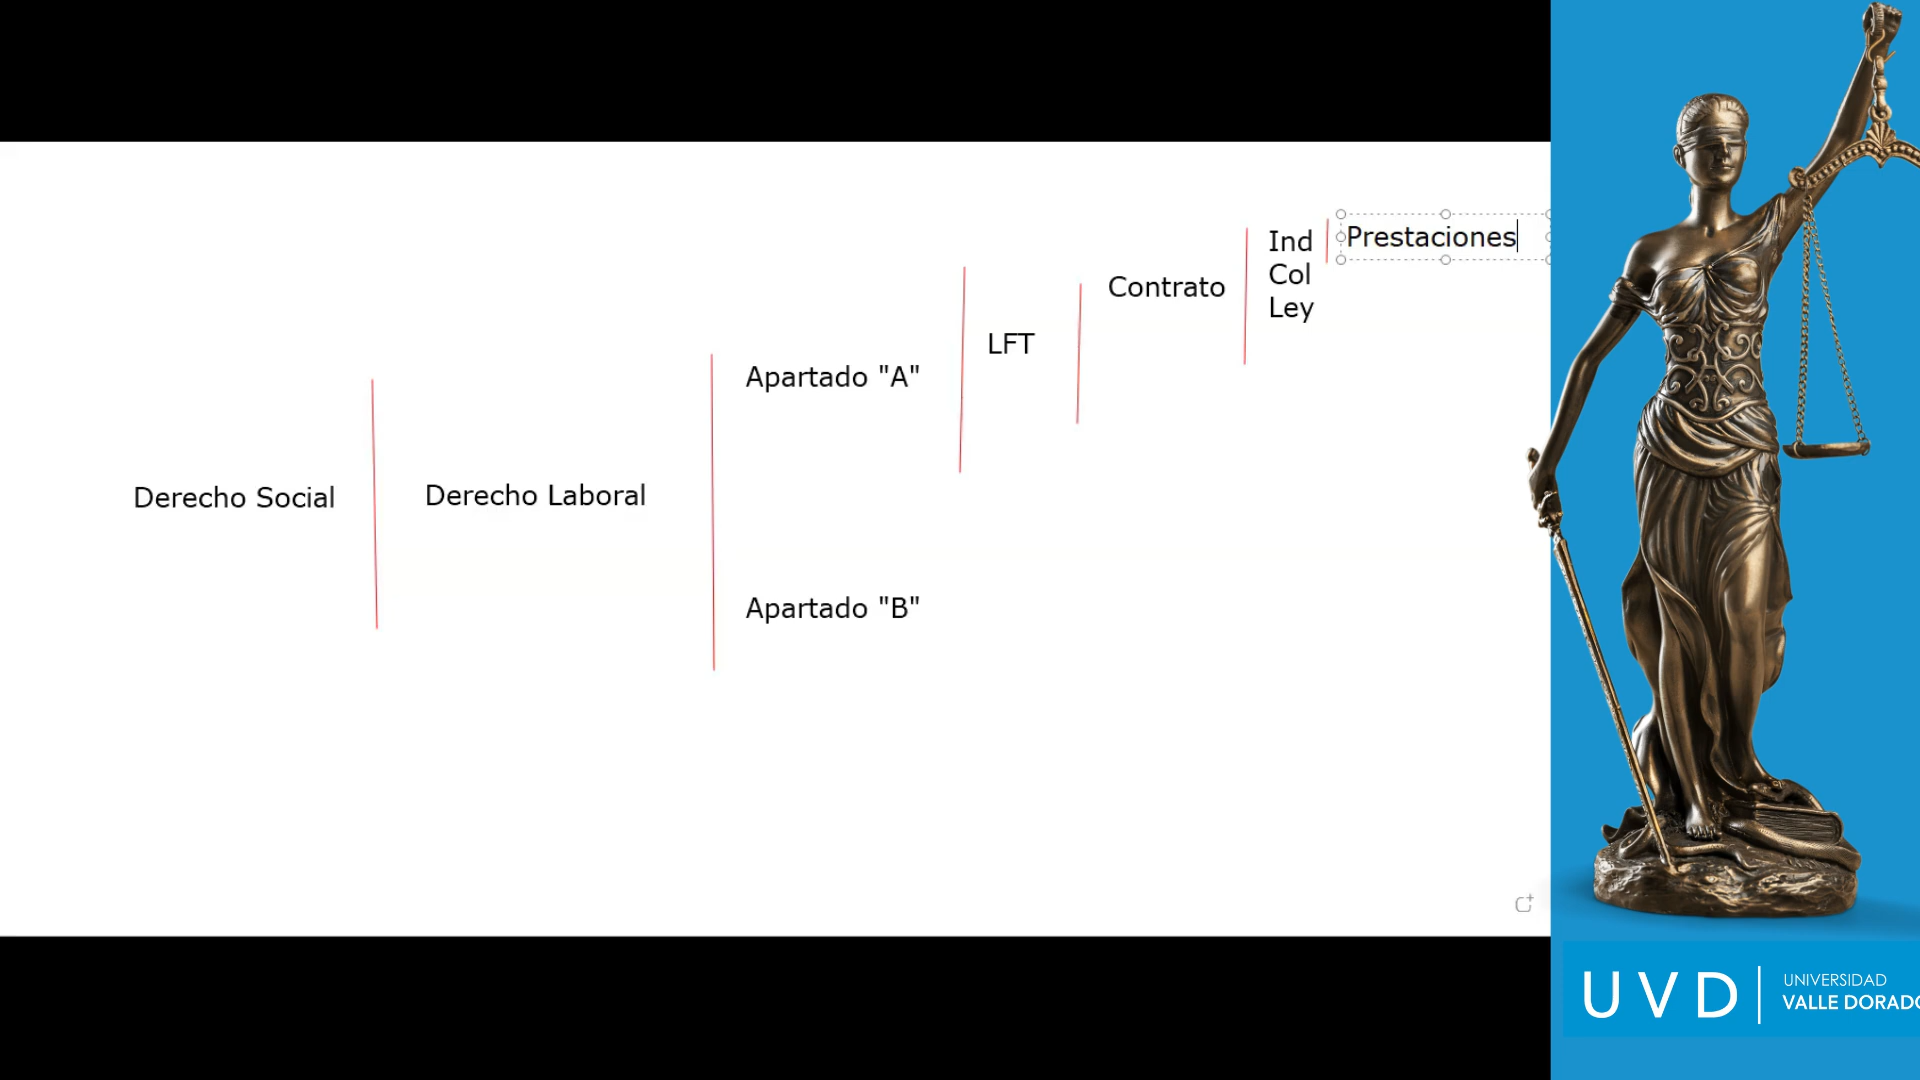 Derecho Social
Derecho Laboral
Apartado "A"
Apartado "B"
LFT
Contrato
Ind
Col
Ley
Prestaciones
UVD
UNIVERSIDAD
VALLE DORADO